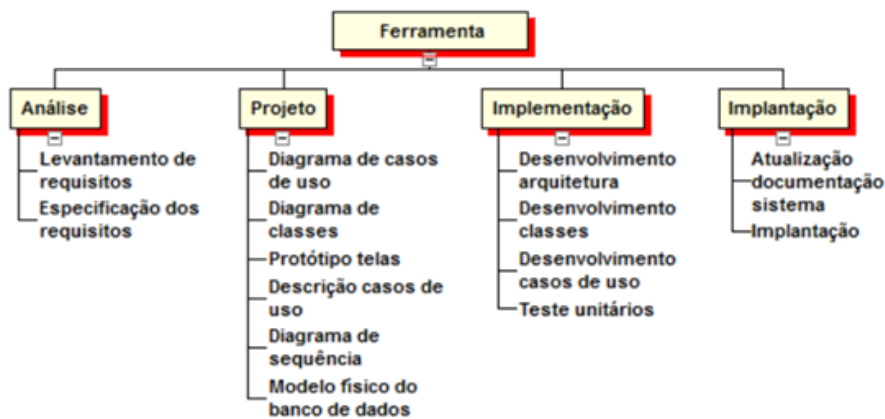 Ferramenta
Análise
Levantamento de
requisitos
Especificação dos
requisitos
Projeto
Diagrama de casos
de uso
Diagrama de
classes
Protótipo telas
Descrição casos de
uso
Diagrama de
sequência
Modelo físico do
banco de dados
Implementação
Desenvolvimento
arquitetura
Desenvolvimento
classes
Desenvolvimento
casos de uso
Teste unitários
Implantação
Atualização
documentação
sistema
Implantação